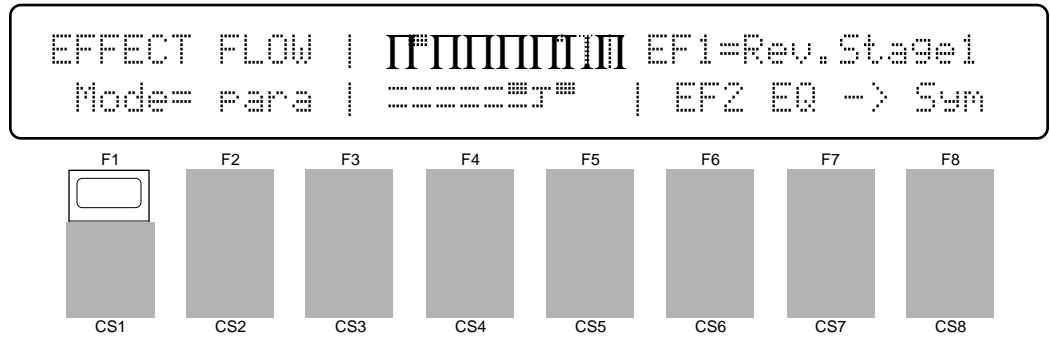 EFFECT FLOW | EF1=Rev.Stage1
Mode= para | | EF2 EQ -> Sym
F1 F2 F3 F4 F5 F6 F7 F8
CS1 CS2 CS3 CS4 CS5 CS6 CS7 CS8